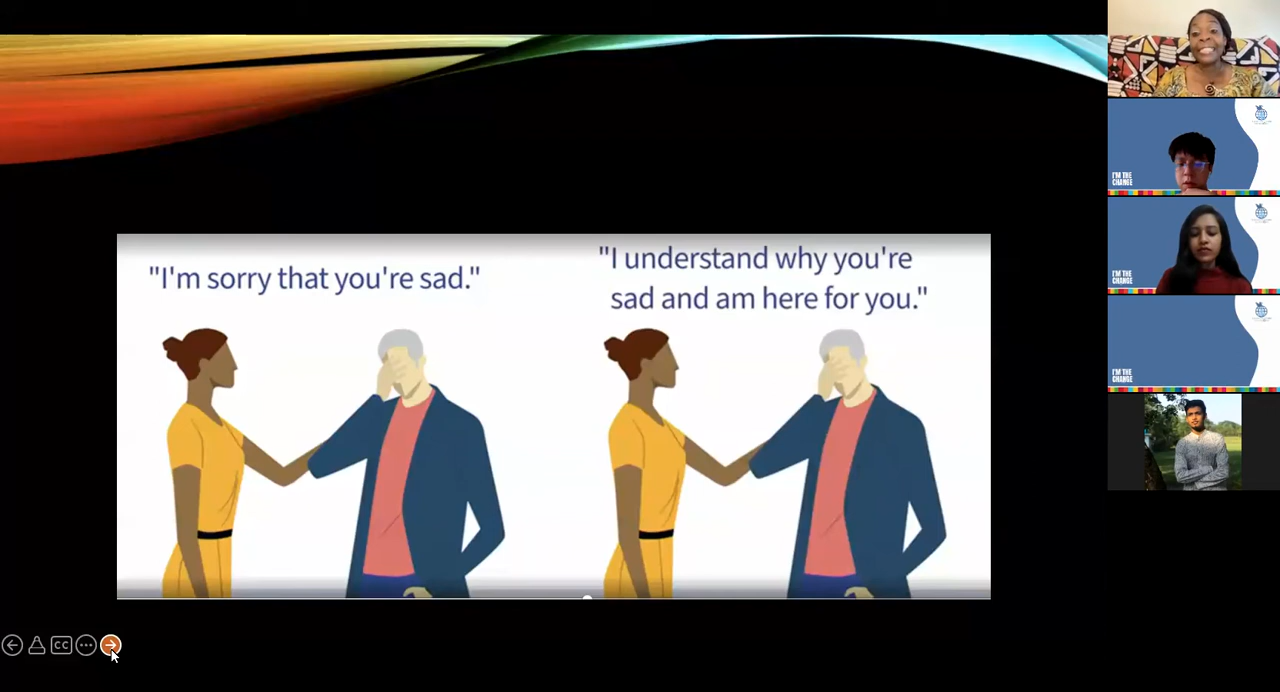 "I'm sorry that you're sad."
"I understand why you're
sad and am here for you."
CC
I'M THE
CHANGE
I'M THE
CHANGE
I'M THE
CHANGE